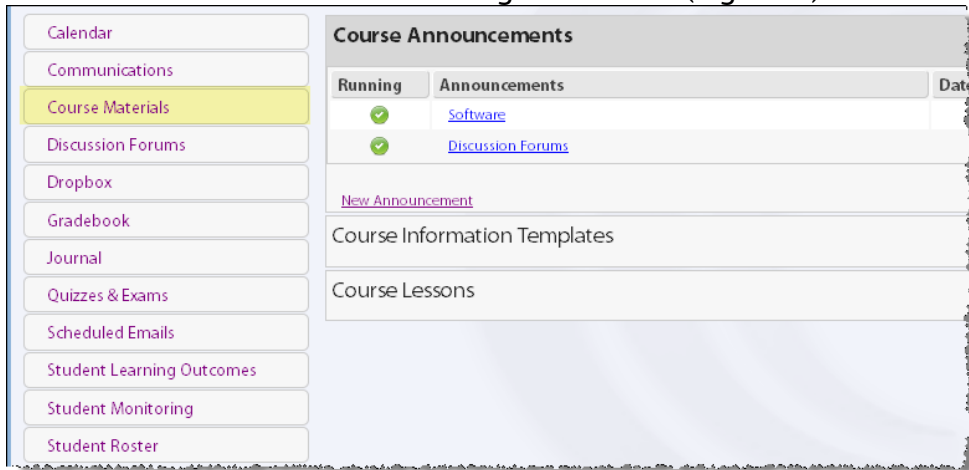 Calendar
Communications
Course Materials
Discussion Forums
Dropbox
Gradebook
Journal
Quizzes & Exams
Scheduled Emails
Student Learning Outcomes
Student Monitoring
Student Roster
Course Announcements
Running Announcements
Software
Discussion Forums
New Announcement
Course Information Templates
Course Lessons